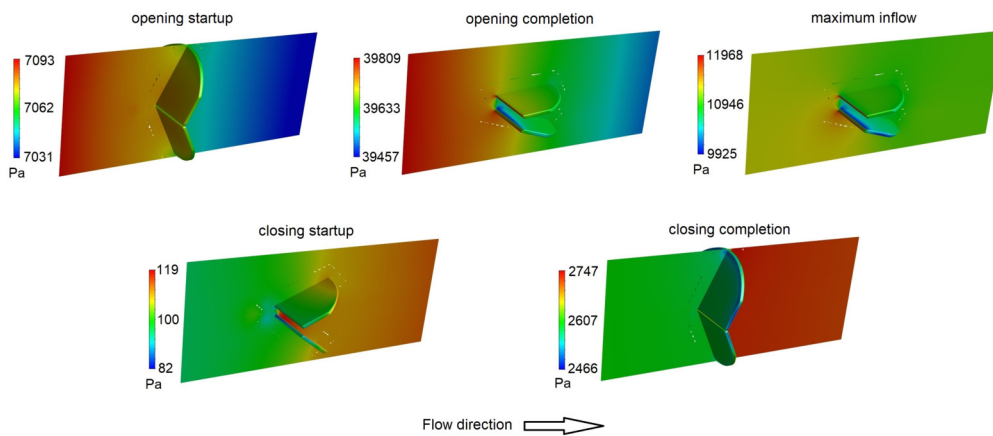 opening startup
opening completion
maximum inflow
7093
7062
7031
Pa
39809
39633
39457
Pa
11968
10946
9925
Pa
closing startup
closing completion
119
100
82
Pa
2747
2607
2466
Pa
Flow direction